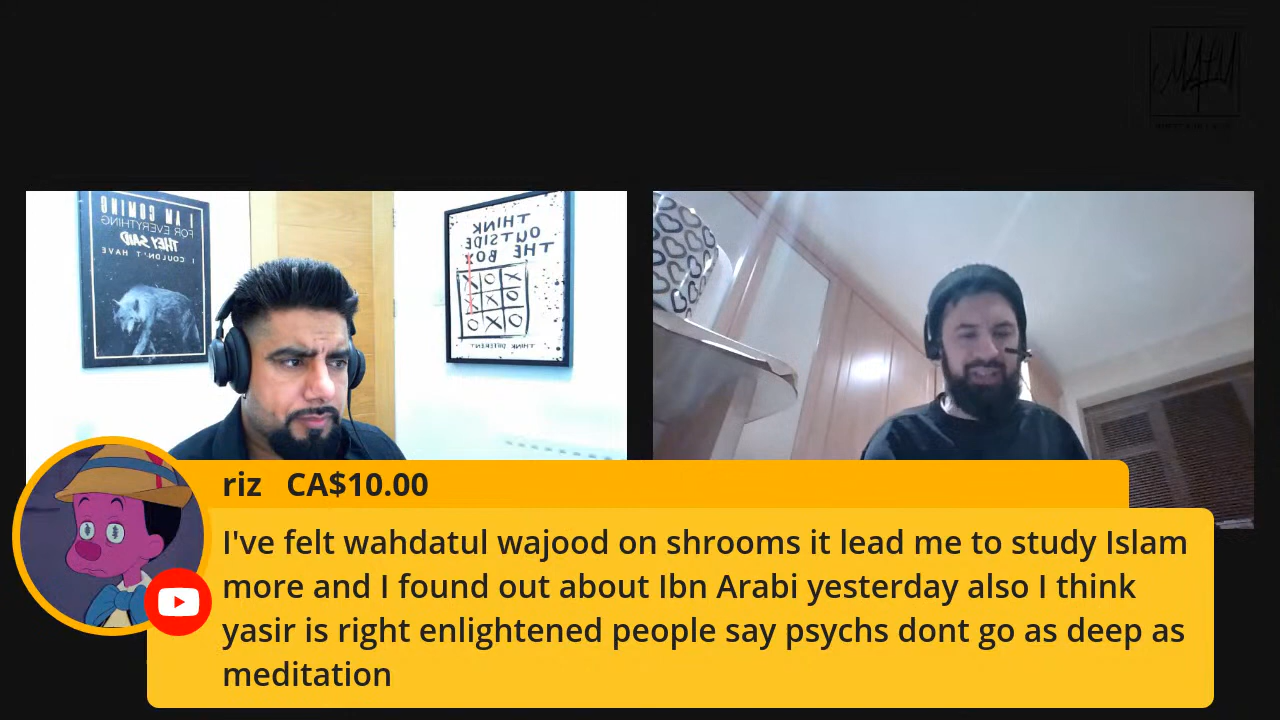 I AM COMING
FOR EVERYTHING
THEY SAID
I COULDN'T HAVE
THINK
OUTSIDE
THE BOX
X O X
X X O
O X O
THINK DIFFERENT
riz CA$10.00
I've felt wahdatul wajood on shrooms it lead me to study Islam
more and I found out about Ibn Arabi yesterday also I think
yasir is right enlightened people say psychs dont go as deep as
meditation